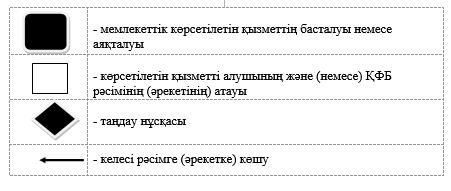 - мемлекеттік көрсетілетін қызметтің басталуы немесе
аяқталуы
- көрсетілетін қызметті алушының және (немесе) ҚФБ
рәсімінің (әрекетінің) атауы
- таңдау нұсқасы
- келесі рәсімге (әрекетке) көшу